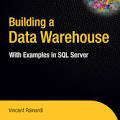 Building a
Data Warehouse
With Examples in SQL Server
Vincent Rainardi